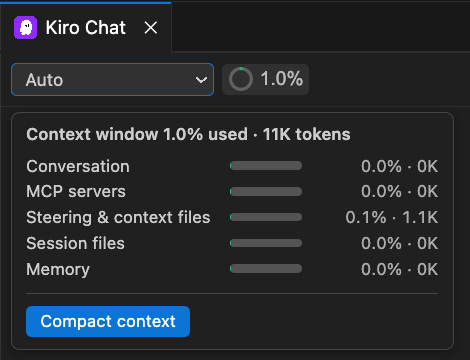 Kiro Chat
Auto
1.0%
Context window 1.0% used · 11K tokens
Conversation 0.0% · 0K
MCP servers 0.0% · 0K
Steering & context files 0.1% · 1.1K
Session files 0.0% · 0K
Memory 0.0% · 0K
Compact context